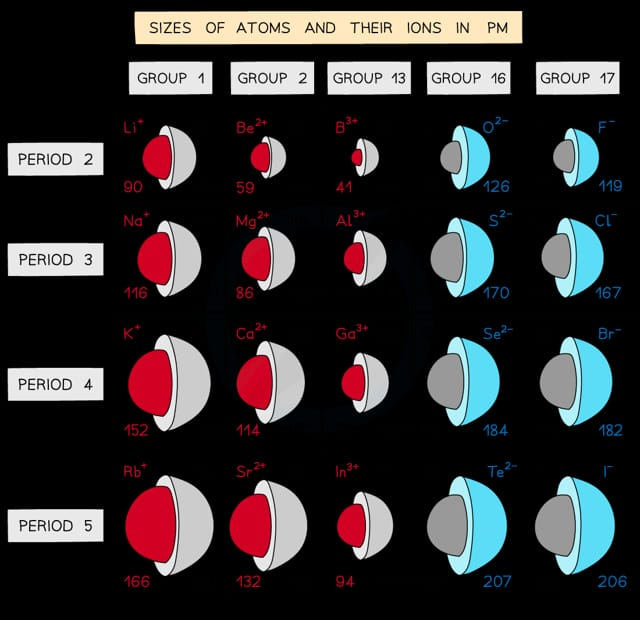 SIZES OF ATOMS AND THEIR IONS IN PM
GROUP 1 GROUP 2 GROUP 13 GROUP 16 GROUP 17
Li⁺ Be²⁺ B³⁺ O²⁻ F⁻
PERIOD 2
90 59 41 126 119
Na⁺ Mg²⁺ Al³⁺ S²⁻ Cl⁻
PERIOD 3
116 86 68 170 167
K⁺ Ca²⁺ Ga³⁺ Se²⁻ Br⁻
PERIOD 4
152 114 76 184 182
Rb⁺ Sr²⁺ In³⁺ Te²⁻ I⁻
PERIOD 5
166 132 94 207 206